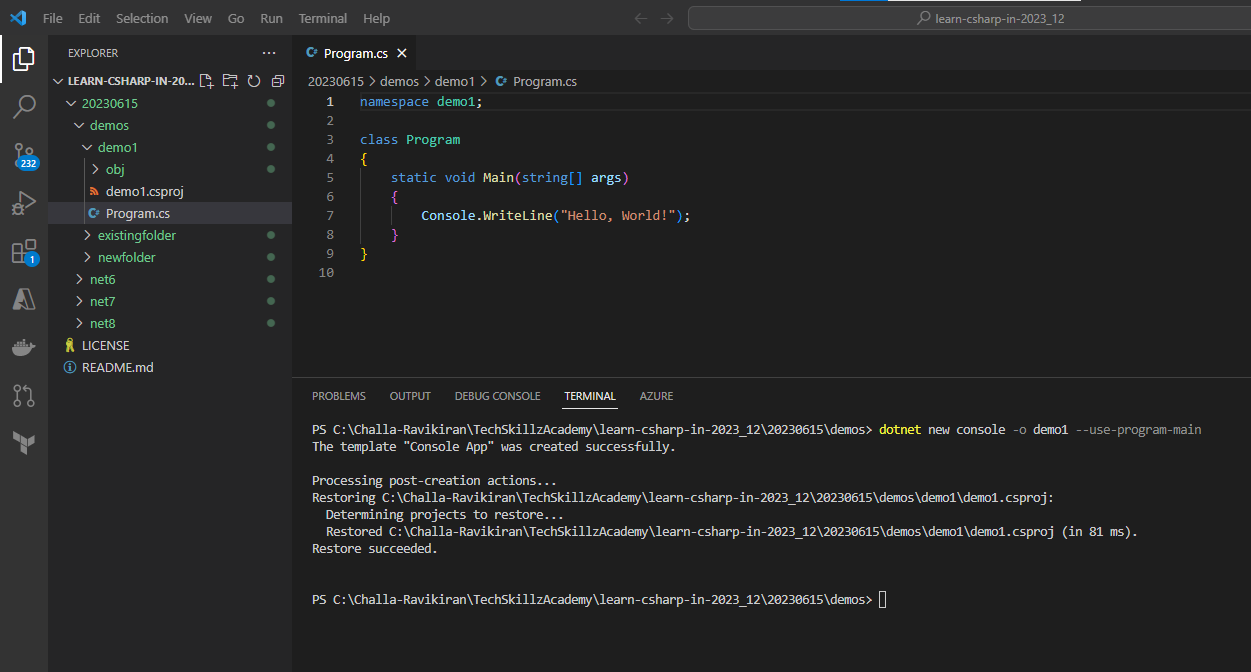 File Edit Selection View Go Run Terminal Help
learn-csharp-in-2023_12
EXPLORER
LEARN-CSHARP-IN-20...
20230615
demos
demo1
obj
demo1.csproj
Program.cs
existingfolder
newfolder
net6
net7
net8
LICENSE
README.md
232
1
Program.cs
20230615 > demos > demo1 > Program.cs
1 namespace demo1;
2
3 class Program
4 {
5     static void Main(string[] args)
6     {
7         Console.WriteLine("Hello, World!");
8     }
9 }
10
PROBLEMS OUTPUT DEBUG CONSOLE TERMINAL AZURE
PS C:\Challa-Ravikiran\TechSkillzAcademy\learn-csharp-in-2023_12\20230615\demos> dotnet new console -o demo1 --use-program-main
The template "Console App" was created successfully.
Processing post-creation actions...
Restoring C:\Challa-Ravikiran\TechSkillzAcademy\learn-csharp-in-2023_12\20230615\demos\demo1\demo1.csproj:
  Determining projects to restore...
  Restored C:\Challa-Ravikiran\TechSkillzAcademy\learn-csharp-in-2023_12\20230615\demos\demo1\demo1.csproj (in 81 ms).
Restore succeeded.
PS C:\Challa-Ravikiran\TechSkillzAcademy\learn-csharp-in-2023_12\20230615\demos>